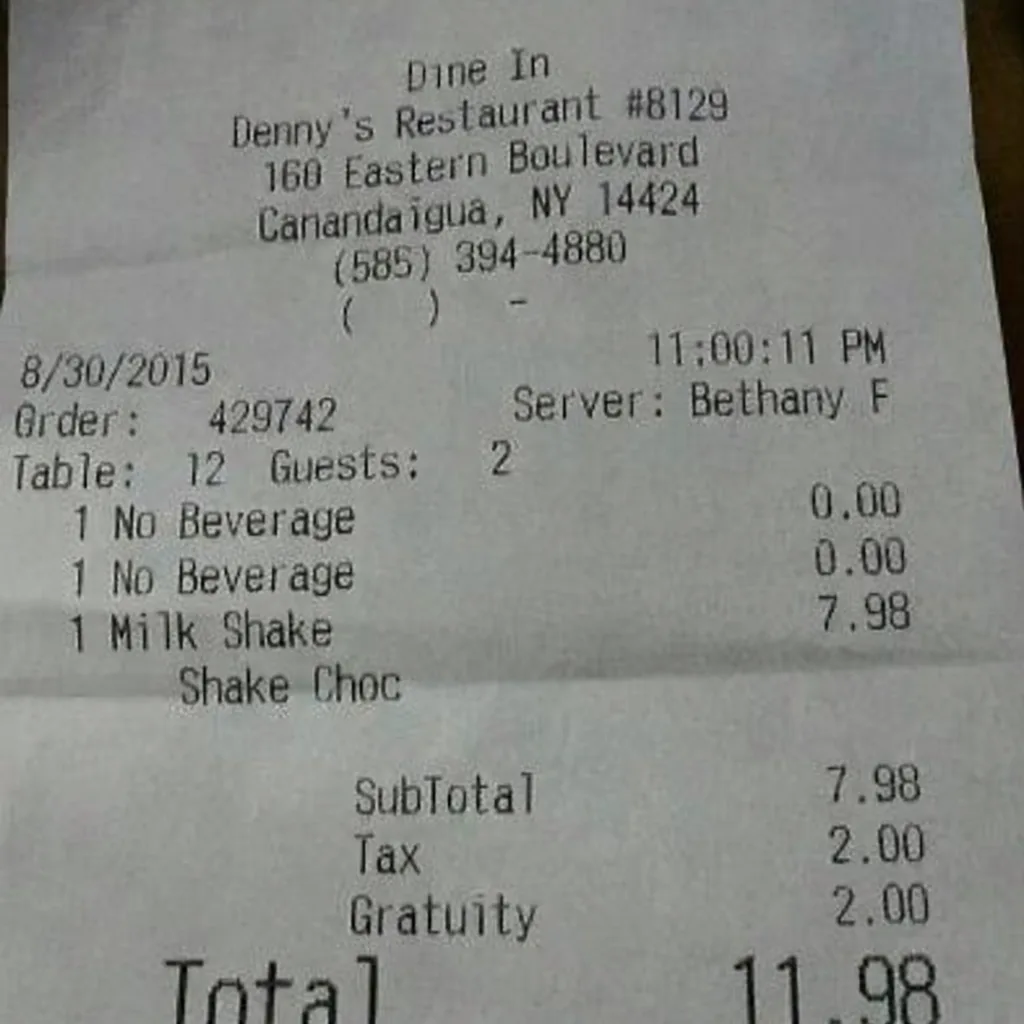 Dine In
Denny's Restaurant #8129
160 Eastern Boulevard
Canandaigua, NY 14424
(585) 394-4880
(   )   -
8/30/2015 11:00:11 PM
Order: 429742 Server: Bethany F
Table: 12 Guests: 2
1 No Beverage 0.00
1 No Beverage 0.00
1 Milk Shake 7.98
Shake Choc
SubTotal 7.98
Tax 2.00
Gratuity 2.00
Total 11.98